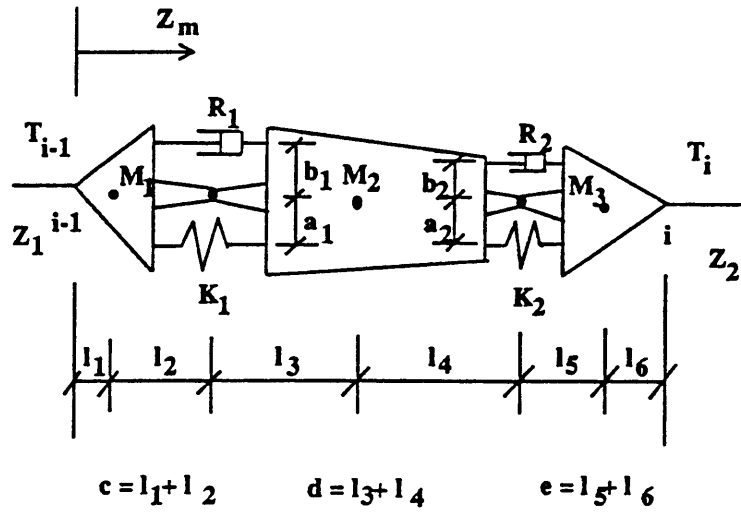 Z_m
R_1
R_2
T_{i-1}
T_i
M_1
b_1
M_2
b_2
M_3
Z_1
i-1
a_1
a_2
i
Z_2
K_1
K_2
l_1
l_2
l_3
l_4
l_5
l_6
c = l_1 + l_2
d = l_3 + l_4
e = l_5 + l_6